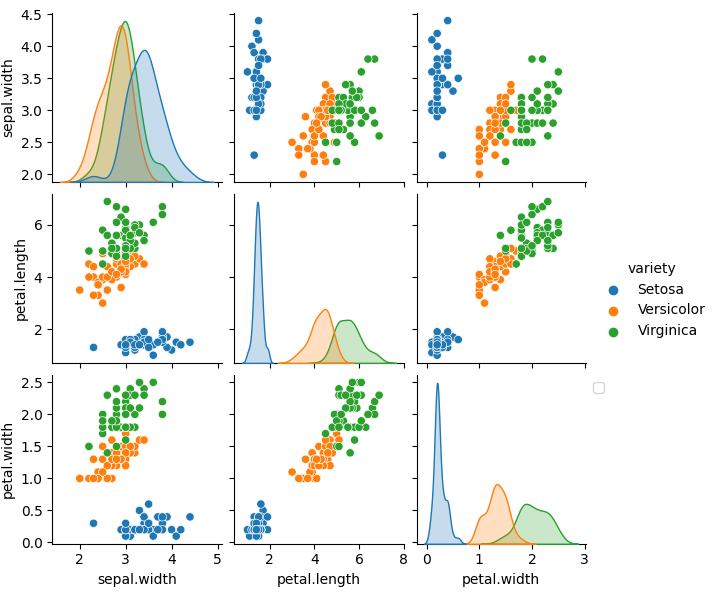 4.5
4.0
3.5
3.0
2.5
2.0
sepal.width
6
4
2
petal.length
2.5
2.0
1.5
1.0
0.5
0.0
petal.width
2 3 4 5
sepal.width
2 4 6 8
petal.length
0 1 2 3
petal.width
variety
Setosa
Versicolor
Virginica